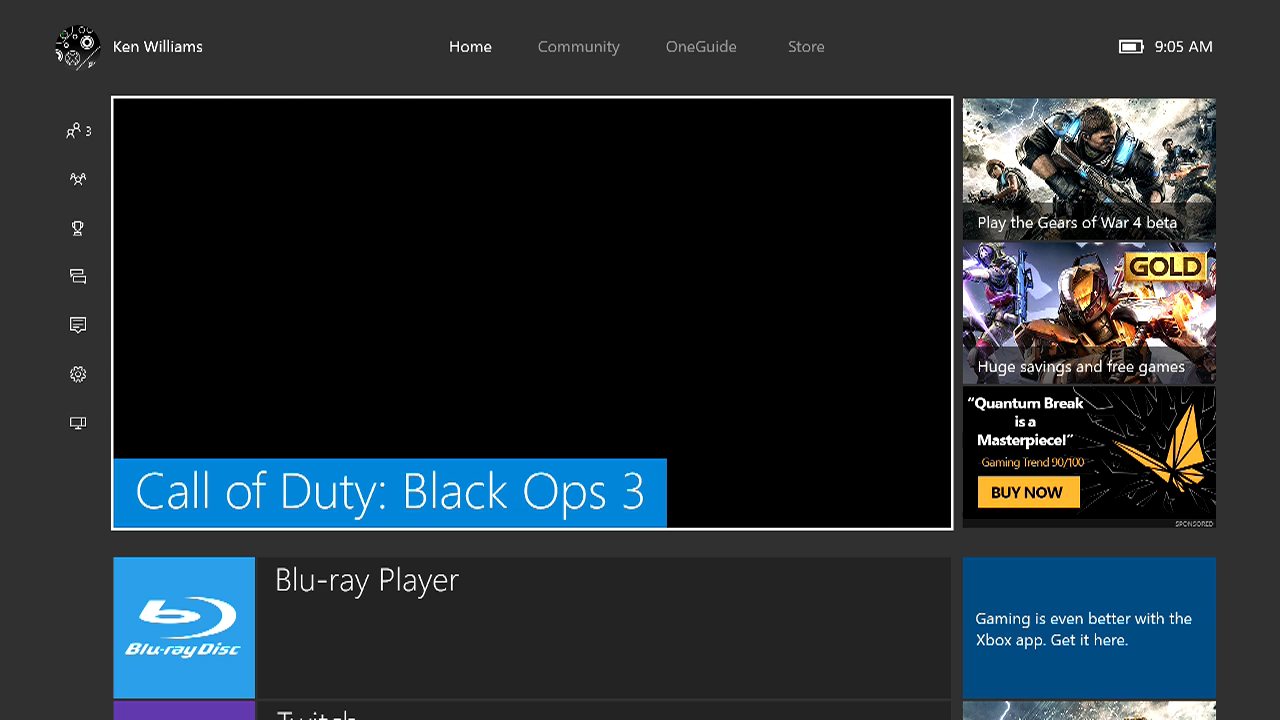 Ken Williams
Home
Community
OneGuide
Store
9:05 AM
3
Call of Duty: Black Ops 3
Play the Gears of War 4 beta
GOLD
Huge savings and free games
“Quantum Break
is a
Masterpiece!”
Gaming Trend 90/100
BUY NOW
SPONSORED
Blu-ray Disc
Blu-ray Player
Gaming is even better with the
Xbox app. Get it here.
Twitch